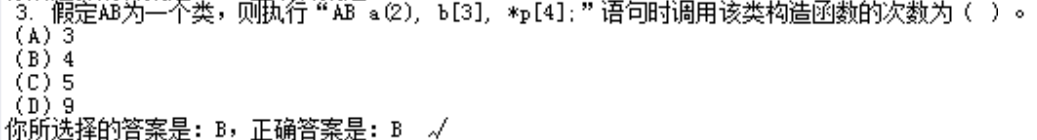 3. 假定AB为一个类，则执行“AB a(2), b[3], *p[4];”语句时调用该类构造函数的次数为（ ）。
(A) 3
(B) 4
(C) 5
(D) 9
你所选择的答案是：B，正确答案是：B √